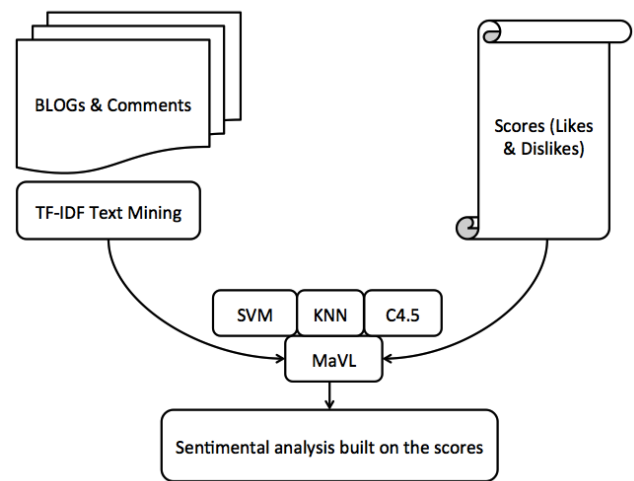 BLOGs & Comments
Scores (Likes
& Dislikes)
TF-IDF Text Mining
SVM
KNN
C4.5
MaVL
Sentimental analysis built on the scores